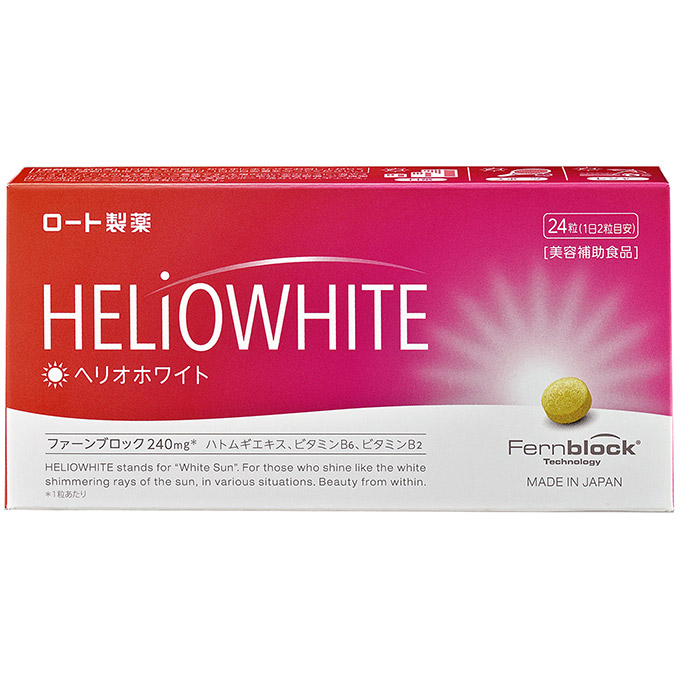 ロート製薬
24粒(1日2粒目安)
[美容補助食品]
HELiOWHITE
ヘリオホワイト
ファーンブロック240mg* ハトムギエキス、ビタミンB6、ビタミンB2
HELIOWHITE stands for "White Sun". For those who shine like the white
shimmering rays of the sun, in various situations. Beauty from within.
*1粒あたり
Fernblock®
Technology
MADE IN JAPAN